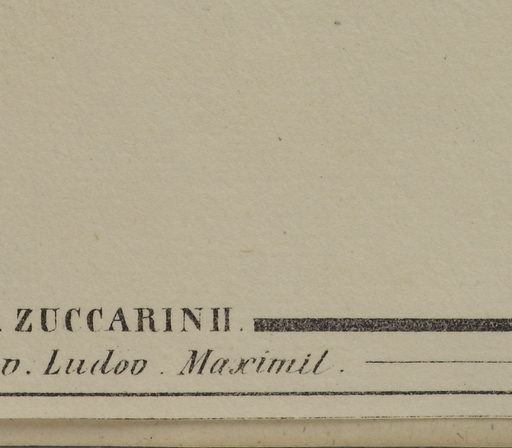 . ZUCCARINII.
v. Ludov. Maximil.